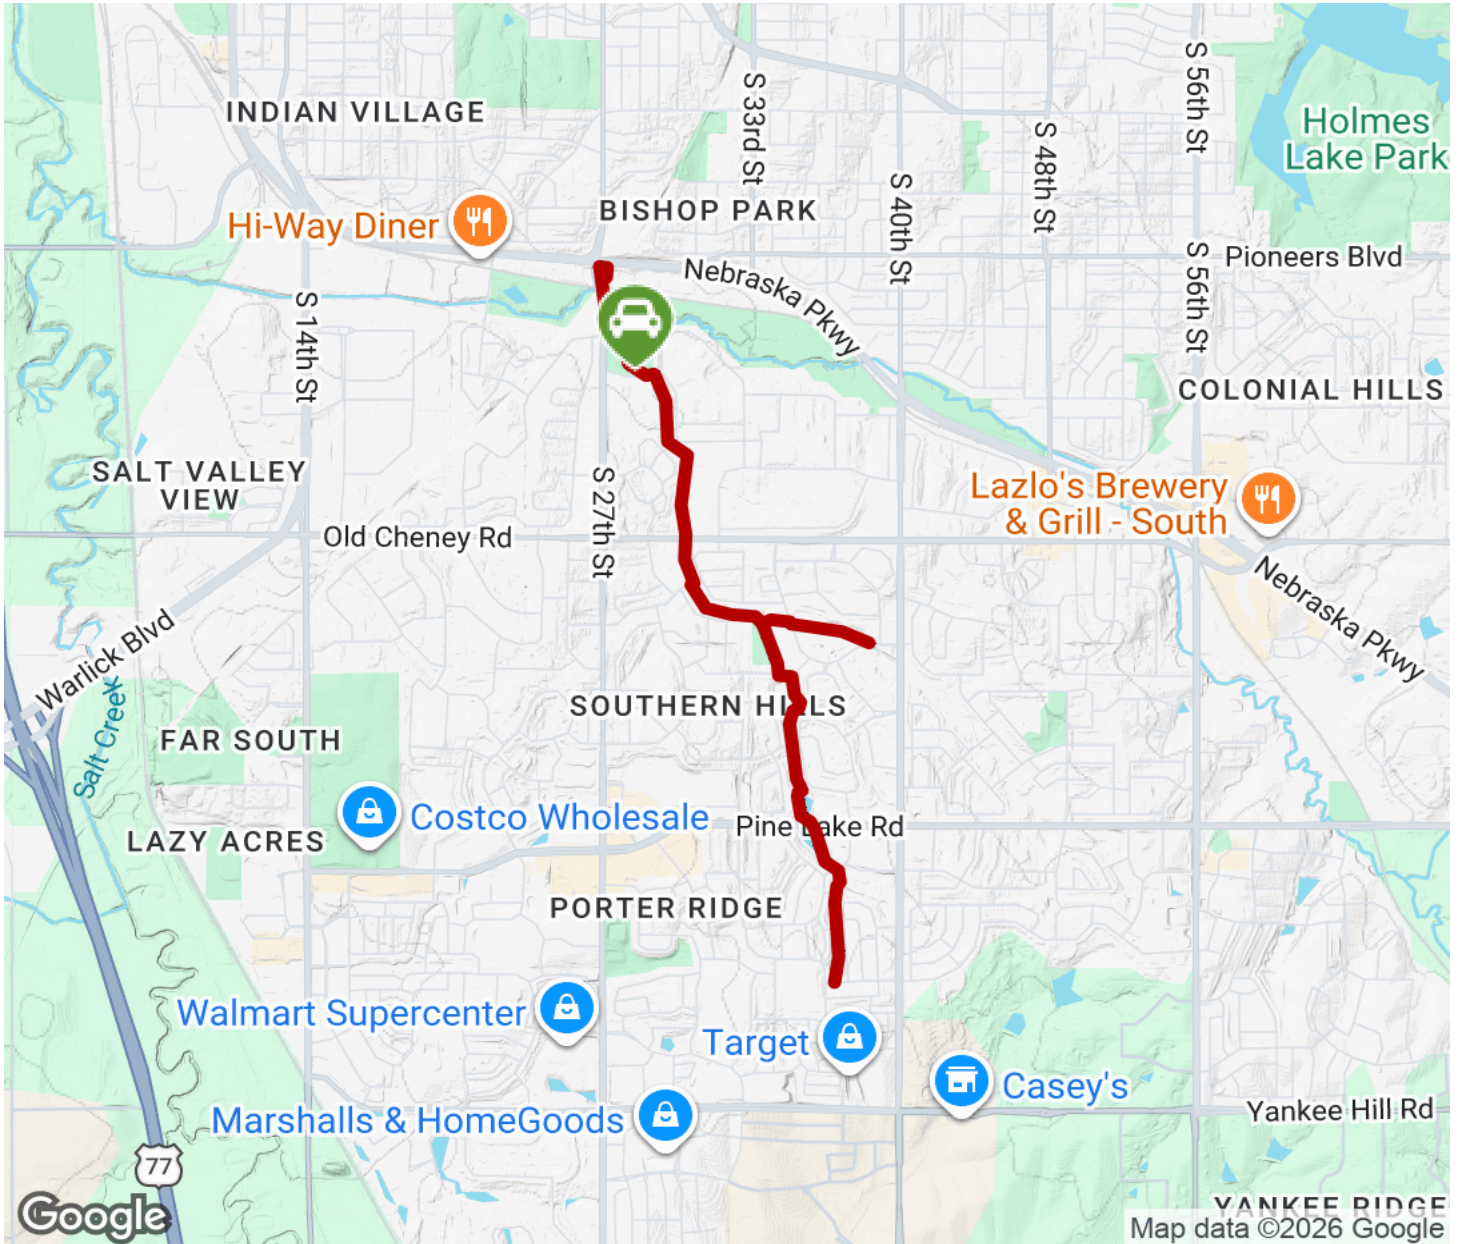 INDIAN VILLAGE
S 33rd St
S 56th St
Holmes
Lake Park
S 48th St
S 40th St
Hi-Way Diner
BISHOP PARK
Nebraska Pkwy
Pioneers Blvd
S 56th St
S 14th St
COLONIAL HILLS
SALT VALLEY
VIEW
S 27th St
Lazlo's Brewery
& Grill - South
Old Cheney Rd
Nebraska Pkwy
Warlick Blvd
Salt Creek
SOUTHERN HILLS
FAR SOUTH
Costco Wholesale
Pine Lake Rd
LAZY ACRES
PORTER RIDGE
Walmart Supercenter
Target
Casey's
Marshalls & HomeGoods
Yankee Hill Rd
77
YANKEE RIDGE
Google
Map data ©2026 Google